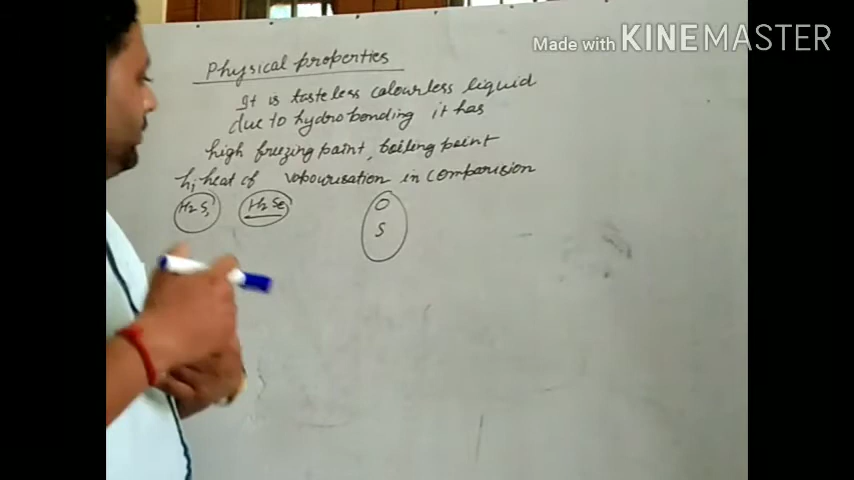 Made with KINEMASTER
Physical properties
It is tasteless colourless liquid
due to hydro bonding it has
high freezing paint, boiling point
h, heat of vapourisation in comparision
H2S, H2Se O
S